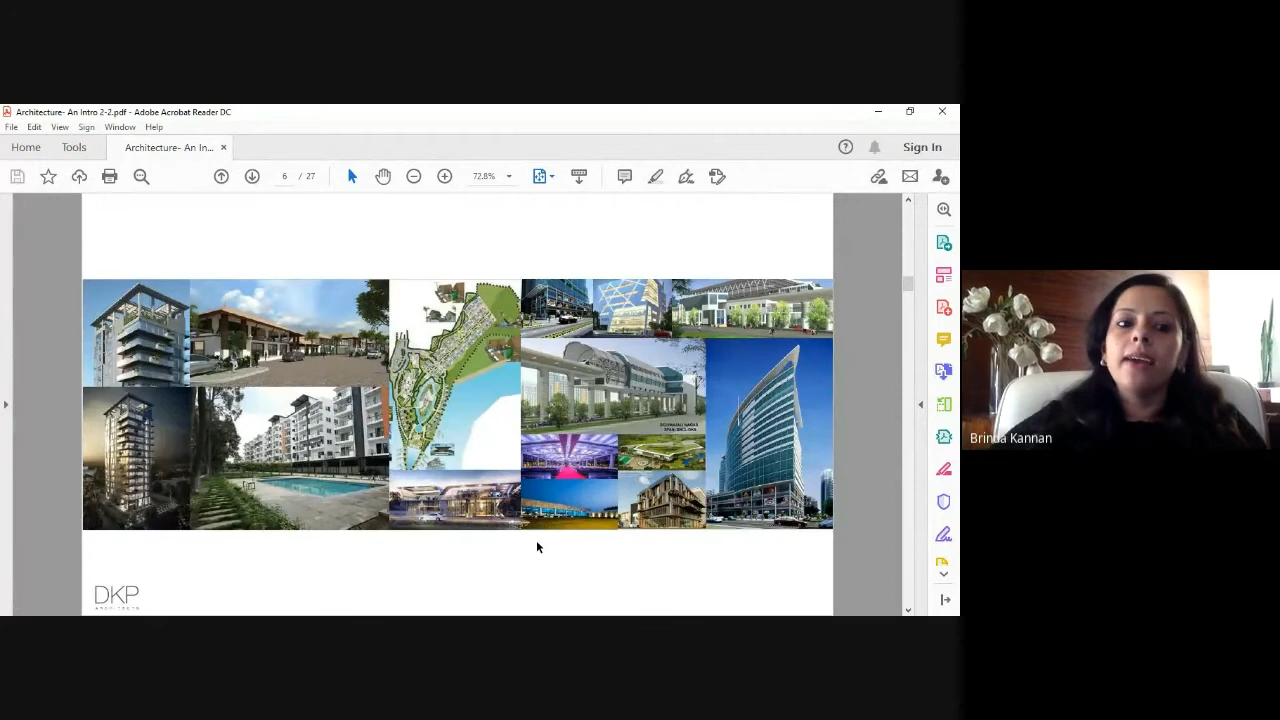 Architecture- An Intro 2-2.pdf - Adobe Acrobat Reader DC
File Edit View Sign Window Help
Home Tools Architecture- An In... × Sign In
6 / 27 72.8%
DKP
ARCHITECTS
Brinda Kannan